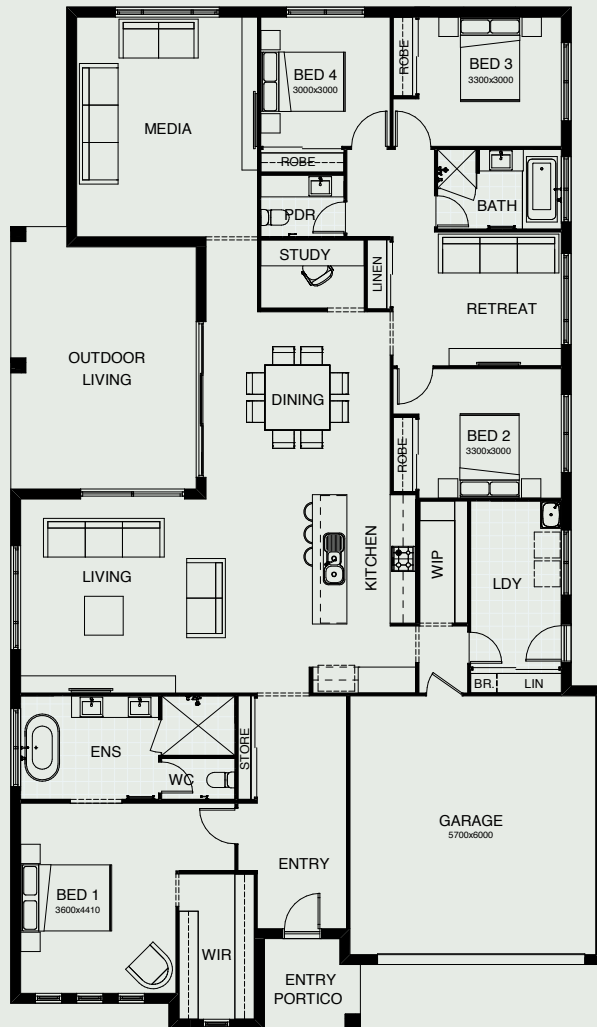 MEDIA
BED 4
3000x3000
ROBE
BED 3
3300x3000
ROBE
PDR
BATH
STUDY
LINEN
RETREAT
OUTDOOR
LIVING
DINING
BED 2
3300x3000
ROBE
LIVING
KITCHEN
WIP
LDY
BR.
LIN
ENS
WC
STORE
GARAGE
5700x6000
ENTRY
BED 1
3600x4410
WIR
ENTRY
PORTICO